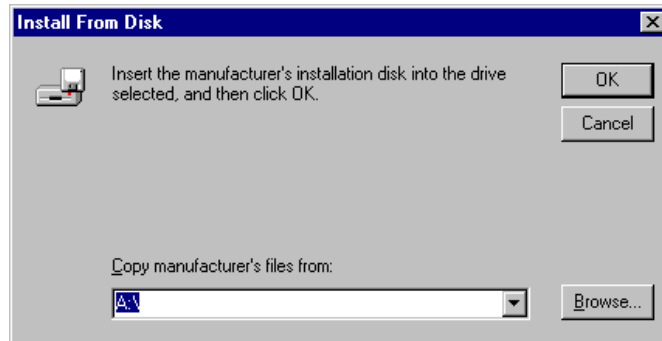 Install From Disk
Insert the manufacturer's installation disk into the drive
selected, and then click OK.
OK
Cancel
Copy manufacturer's files from:
A:\
Browse...